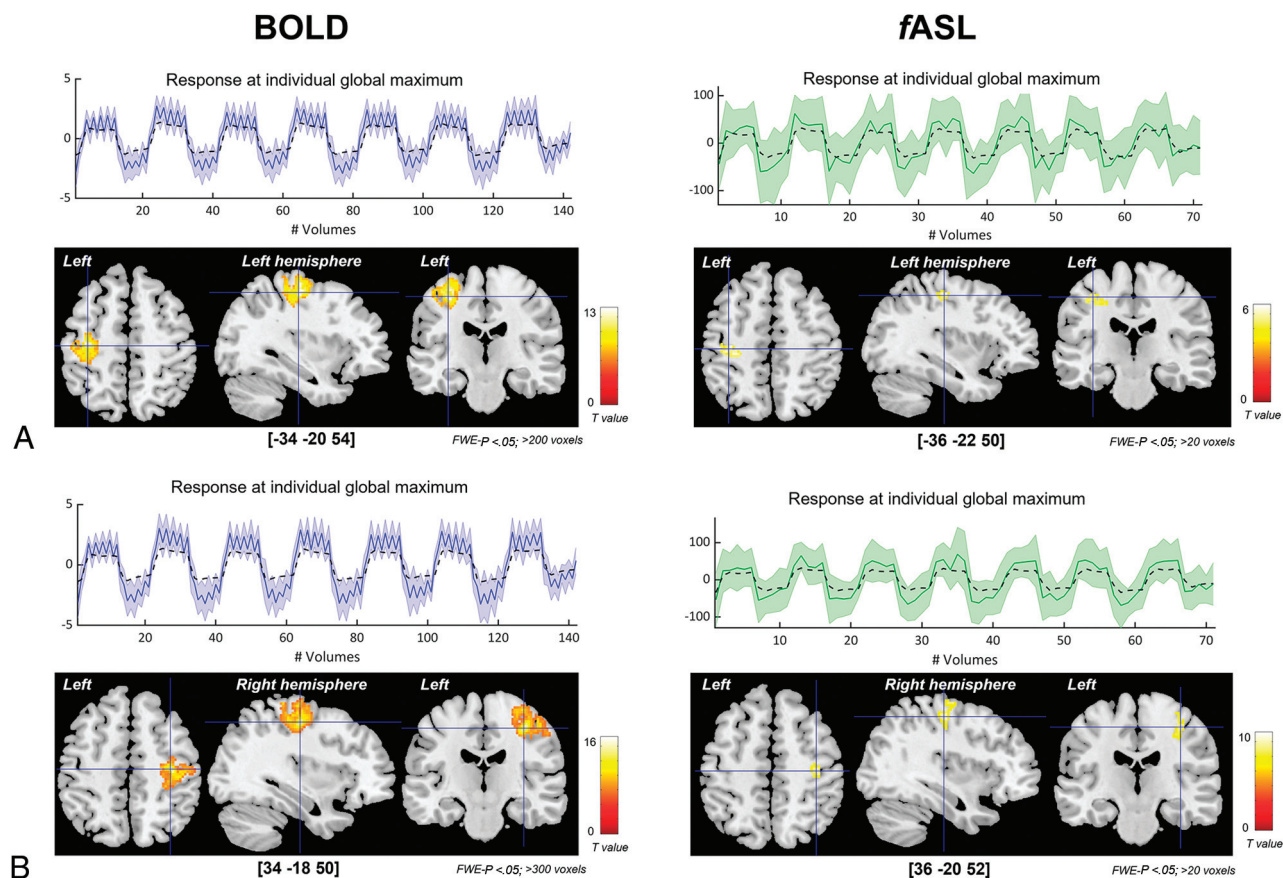 BOLD
fASL
Response at individual global maximum
5
0
-5
20 40 60 80 100 120 140
# Volumes
Response at individual global maximum
100
0
-100
10 20 30 40 50 60 70
# Volumes
Left Left hemisphere Left
13
0
T value
A
[-34 -20 54]
FWE-P <.05; >200 voxels
Left Left hemisphere Left
6
0
T value
[-36 -22 50]
FWE-P <.05; >20 voxels
Response at individual global maximum
5
0
-5
20 40 60 80 100 120 140
# Volumes
Response at individual global maximum
100
0
-100
10 20 30 40 50 60 70
# Volumes
Left Right hemisphere Left
16
0
T value
B
[34 -18 50]
FWE-P <.05; >300 voxels
Left Right hemisphere Left
10
0
T value
[36 -20 52]
FWE-P <.05; >20 voxels